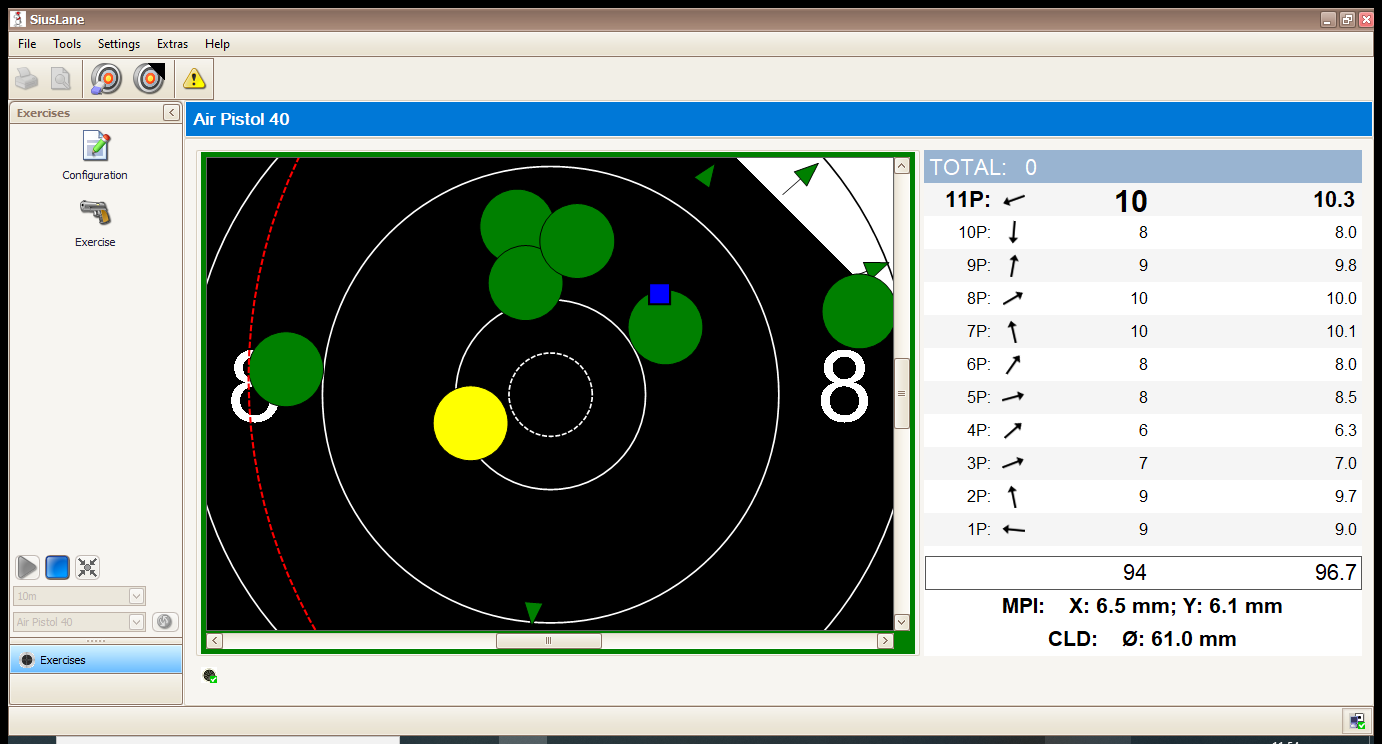 SiusLane
File Tools Settings Extras Help
Exercises
Air Pistol 40
Configuration
Exercise
8 8
TOTAL: 0
11P: 10 10.3
10P: 8 8.0
9P: 9 9.8
8P: 10 10.0
7P: 10 10.1
6P: 8 8.0
5P: 8 8.5
4P: 6 6.3
3P: 7 7.0
2P: 9 9.7
1P: 9 9.0
94 96.7
MPI: X: 6.5 mm; Y: 6.1 mm
CLD: Ø: 61.0 mm
10m
Air Pistol 40
Exercises